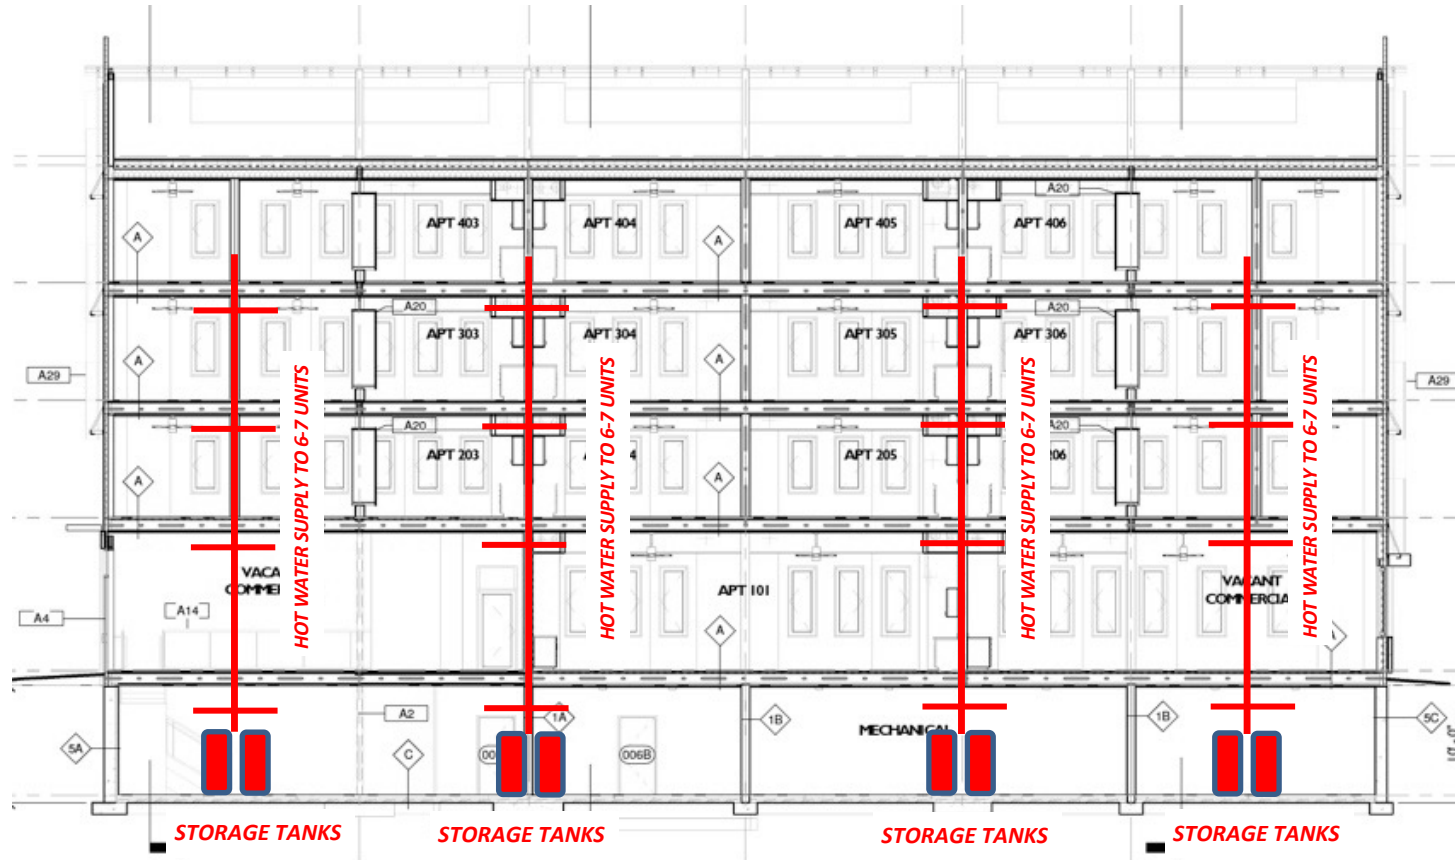 A20
APT 403
APT 404
APT 405
APT 406
A
A
A20
A20
APT 303
APT 304
APT 305
APT 306
A
A
A29
A29
A20
A20
APT 203
APT 205
206
A
A
HOT WATER SUPPLY TO 6-7 UNITS
HOT WATER SUPPLY TO 6-7 UNITS
HOT WATER SUPPLY TO 6-7 UNITS
HOT WATER SUPPLY TO 6-7 UNITS
VACA
COMME
APT 101
VACANT
COMMERCIA
A14
A4
A
A
A2
1A
1B
MECHANICAL
1B
5C
5A
C
00
006B
STORAGE TANKS
STORAGE TANKS
STORAGE TANKS
STORAGE TANKS